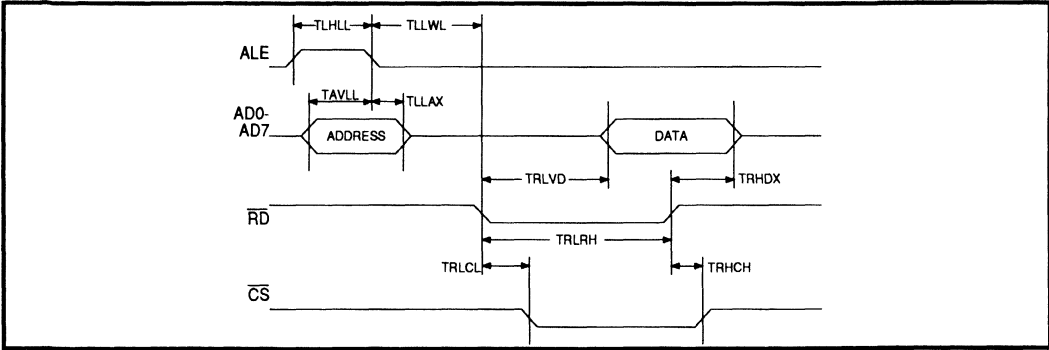 TLHLL TLLWL
ALE
TAVLL TLLAX
AD0-
AD7 ADDRESS DATA
TRLVD TRHDX
RD
TRLRH
TRLCL TRHCH
CS